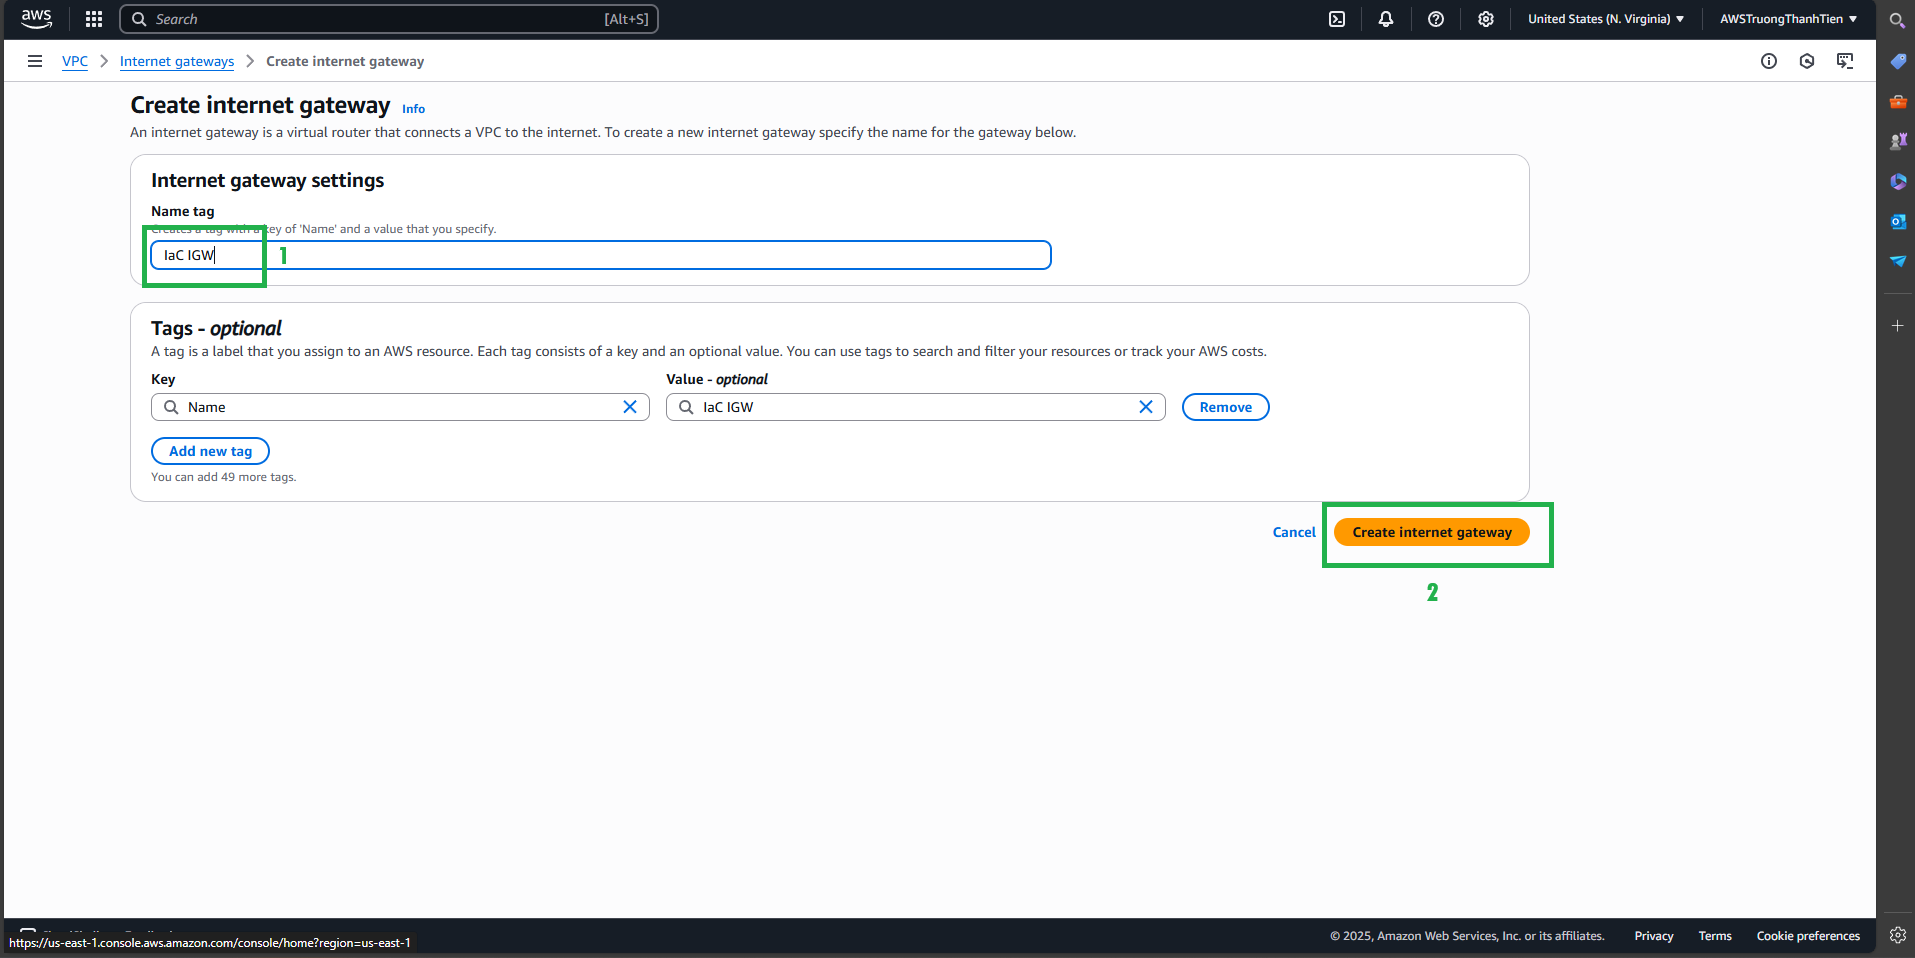 aws
Search [Alt+S]
United States (N. Virginia)
AWSTruongThanhTien
VPC > Internet gateways > Create internet gateway
Create internet gateway Info
An internet gateway is a virtual router that connects a VPC to the internet. To create a new internet gateway specify the name for the gateway below.
Internet gateway settings
Name tag
Creates a tag with a key of 'Name' and a value that you specify.
IaC IGW
1
Tags - optional
A tag is a label that you assign to an AWS resource. Each tag consists of a key and an optional value. You can use tags to search and filter your resources or track your AWS costs.
Key
Value - optional
Name
IaC IGW
Remove
Add new tag
You can add 49 more tags.
Cancel
Create internet gateway
2
https://us-east-1.console.aws.amazon.com/console/home?region=us-east-1
© 2025, Amazon Web Services, Inc. or its affiliates.
Privacy
Terms
Cookie preferences